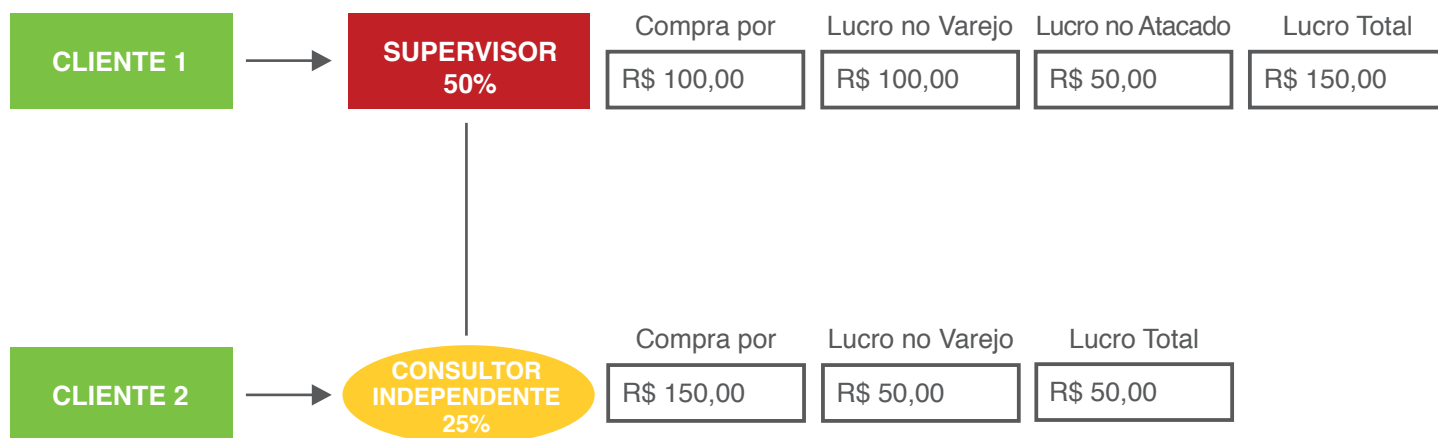 CLIENTE 1
SUPERVISOR
50%
Compra por
R$ 100,00
Lucro no Varejo
R$ 100,00
Lucro no Atacado
R$ 50,00
Lucro Total
R$ 150,00
CLIENTE 2
CONSULTOR
INDEPENDENTE
25%
Compra por
R$ 150,00
Lucro no Varejo
R$ 50,00
Lucro Total
R$ 50,00